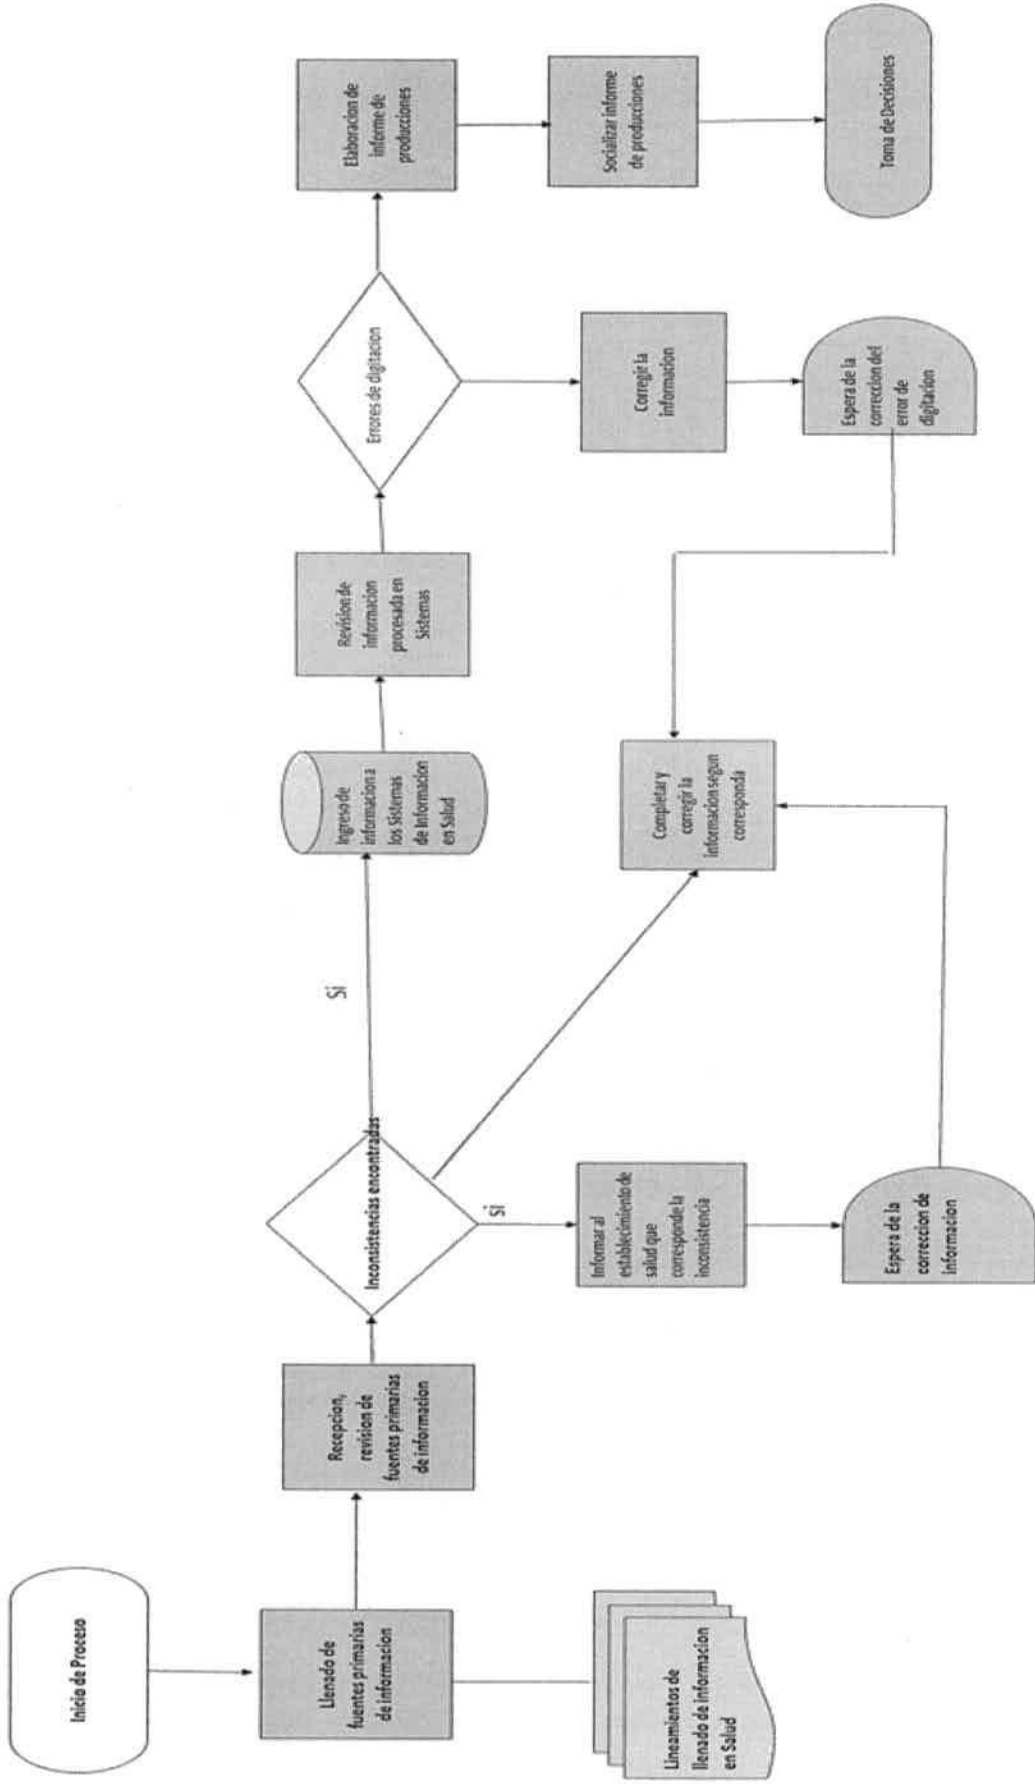 Inicio de Proceso
Llenado de
fuentes primarias
de informacion
Lineamientos de
llenado de informacion
en Salud
Recepcion,
revision de
fuentes primarias
de informacion
Inconsistencias encontradas
Si
Si
Informar al
establecimiento de
salud que
corresponde la
inconsistencia
Espera de la
correccion de
informacion
Ingreso de
informacion a
los Sistemas
de Informacion
en Salud
Completar y
corregir la
informacion segun
corresponda
Revision de
informacion
procesada en
Sistemas
Errores de digitacion
Corregir la
informacion
Espera de la
correccion del
error de
digitacion
Elaboracion de
informe de
producciones
Socializar informe
de producciones
Toma de Decisiones